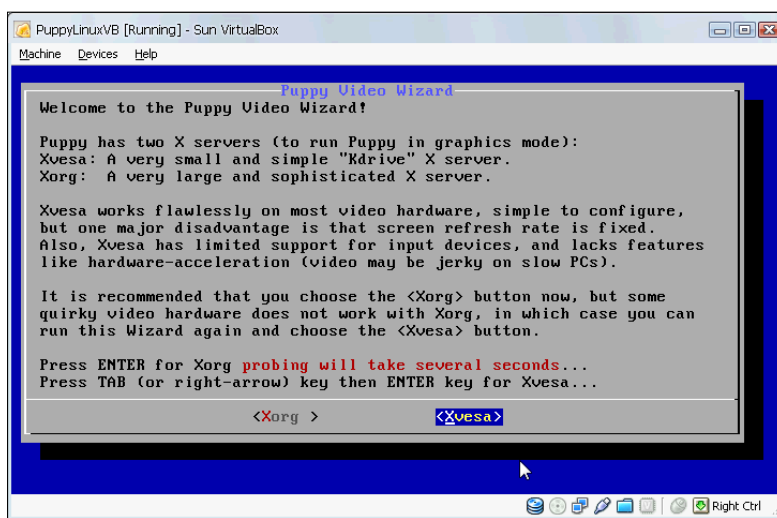 PuppyLinuxVB [Running] - Sun VirtualBox
Machine Devices Help
Puppy Video Wizard
Welcome to the Puppy Video Wizard!
Puppy has two X servers (to run Puppy in graphics mode):
Xvesa: A very small and simple "Kdrive" X server.
Xorg: A very large and sophisticated X server.
Xvesa works flawlessly on most video hardware, simple to configure,
but one major disadvantage is that screen refresh rate is fixed.
Also, Xvesa has limited support for input devices, and lacks features
like hardware-acceleration (video may be jerky on slow PCs).
It is recommended that you choose the <Xorg> button now, but some
quirky video hardware does not work with Xorg, in which case you can
run this Wizard again and choose the <Xvesa> button.
Press ENTER for Xorg probing will take several seconds...
Press TAB (or right-arrow) key then ENTER key for Xvesa...
<Xorg > <Xvesa>
Right Ctrl